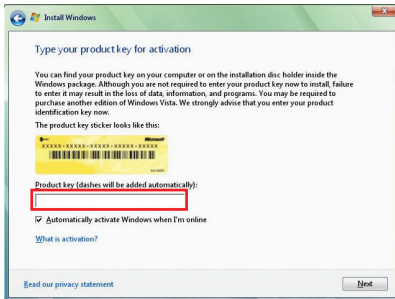 Install Windows
Type your product key for activation
You can find your product key on your computer or on the installation disc holder inside the
Windows package. Although you are not required to enter your product key now to install, failure
to enter it may result in the loss of data, information, and programs. You may be required to
purchase another edition of Windows Vista. We strongly advise that you enter your product
identification key now.
The product key sticker looks like this:
Microsoft
XXXXX-XXXXX-XXXXX-XXXXX-XXXXX
Product key (dashes will be added automatically):
Automatically activate Windows when I'm online
What is activation?
Read our privacy statement
Next